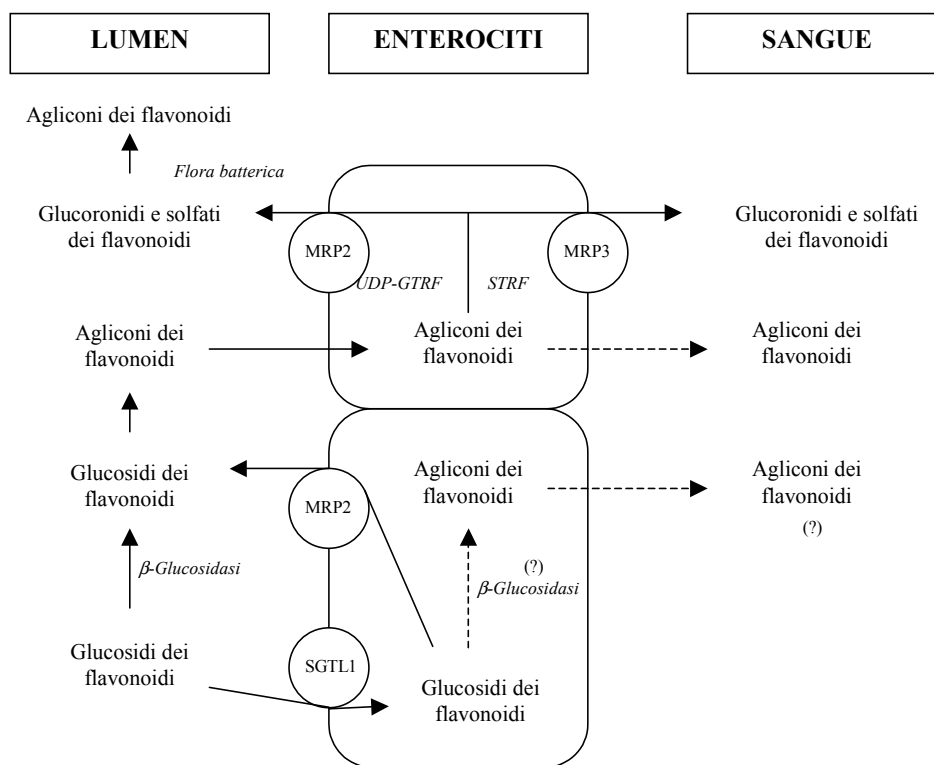 LUMEN
ENTEROCITI
SANGUE
Agliconi dei flavonoidi
Flora batterica
Glucoronidi e solfati
dei flavonoidi
MRP2
UDP-GTRF
STRF
MRP3
Glucoronidi e solfati
dei flavonoidi
Agliconi dei
flavonoidi
Agliconi dei
flavonoidi
Agliconi dei
flavonoidi
Glucosidi dei
flavonoidi
MRP2
Agliconi dei
flavonoidi
Agliconi dei
flavonoidi
(?)
β-Glucosidasi
(?)
β-Glucosidasi
Glucosidi dei
flavonoidi
SGTL1
Glucosidi dei
flavonoidi